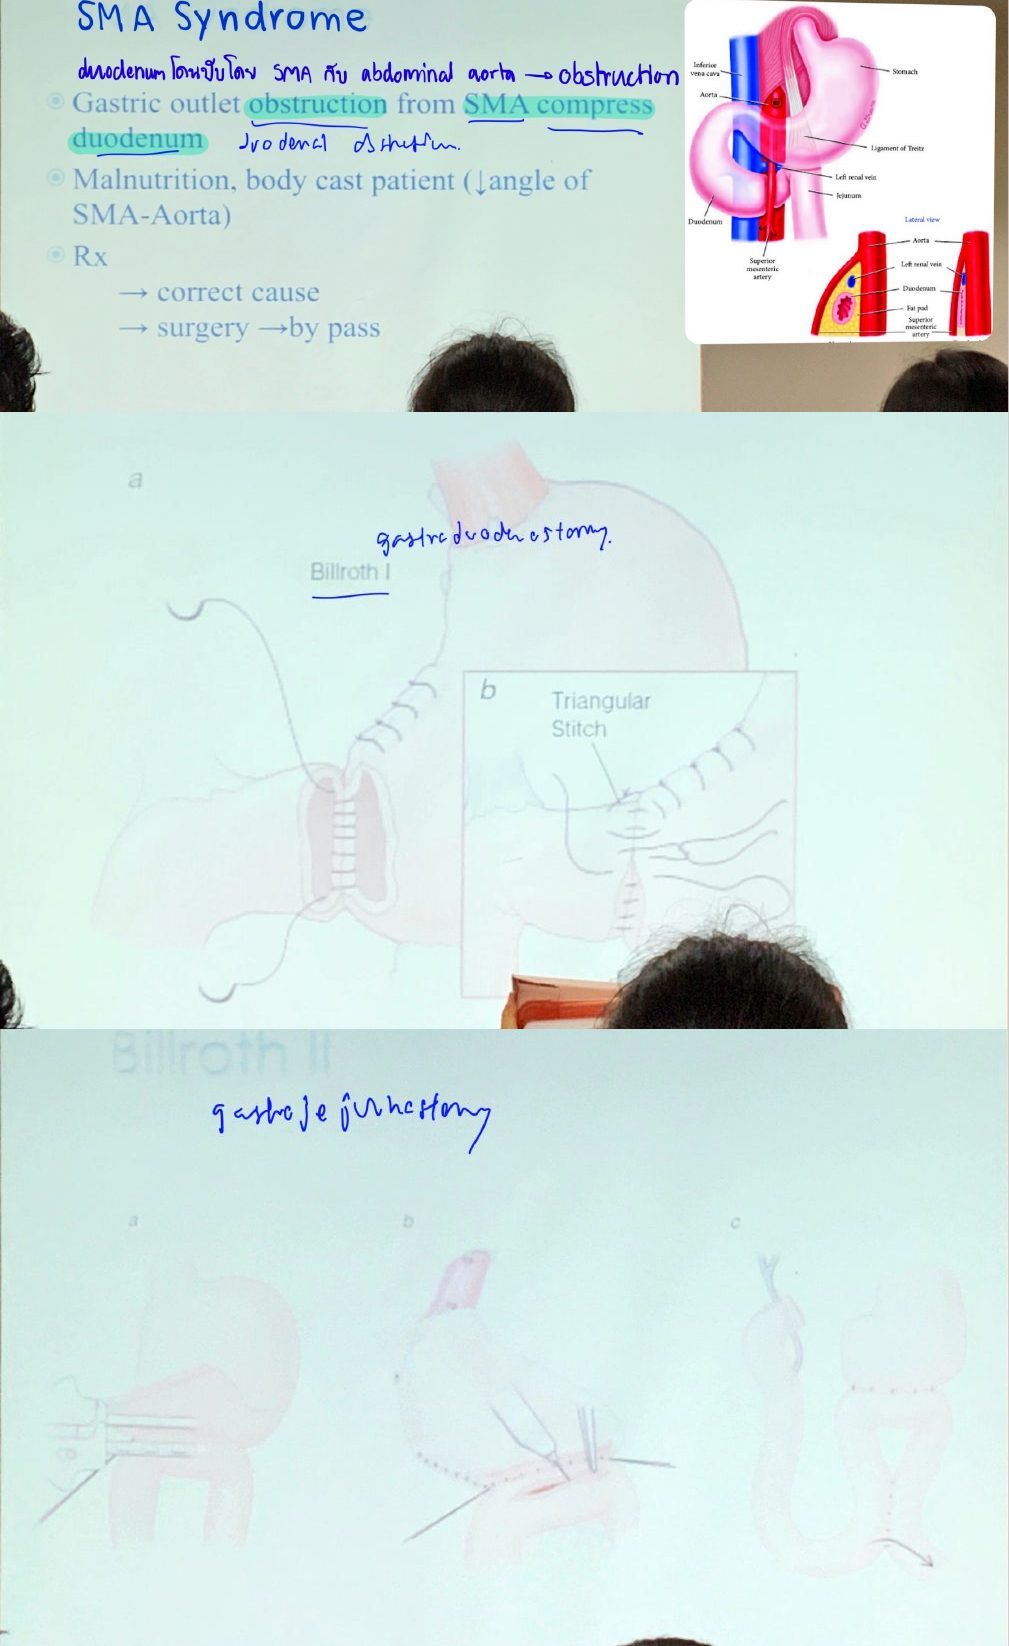 SMA Syndrome
duodenum โดนบีบโดย SMA กับ abdominal aorta → obstruction
Gastric outlet obstruction from SMA compress
duodenum duodenal
Malnutrition, body cast patient (↓angle of
SMA-Aorta)
Rx
→ correct cause
→ surgery →by pass
Inferior
vena cava
Stomach
Aorta
Ligament of Treitz
Left renal vein
Jejunum
Duodenum
Superior
mesenteric
artery
Lateral view
Aorta
Left renal vein
Duodenum
Fat pad
Superior
mesenteric
artery
a
gastroduodenostomy.
Billroth I
b
Triangular
Stitch
Billroth II
gastrojejunostomy
a
b
c